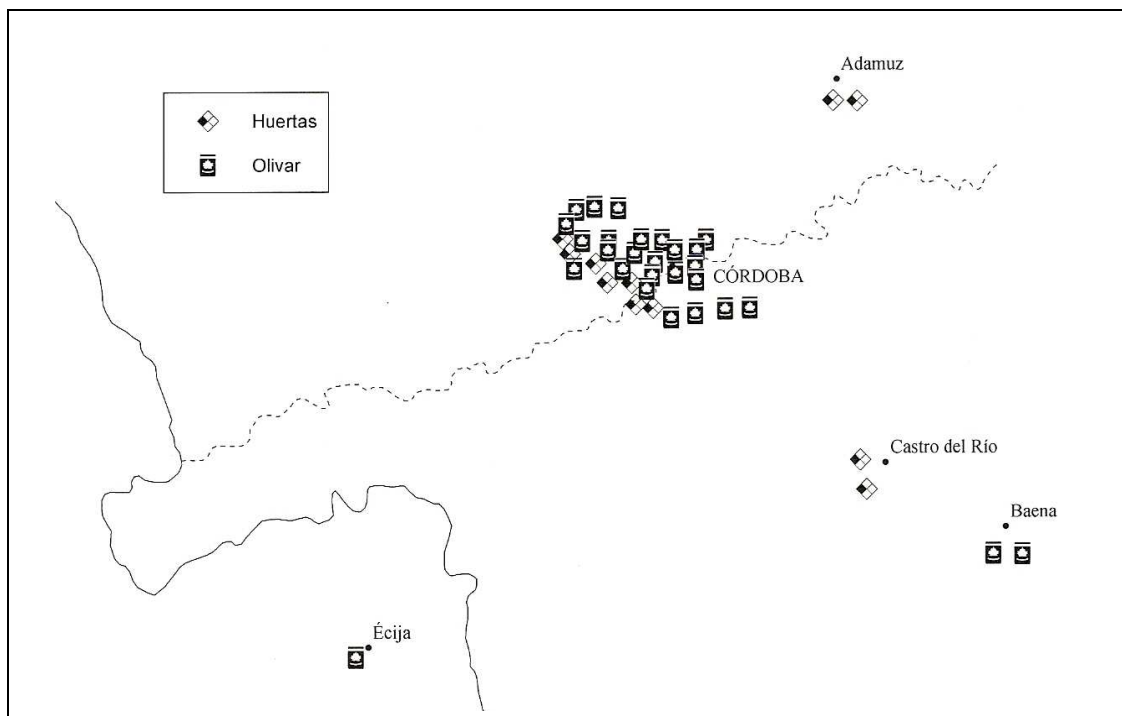 Adamuz
Huertas
Olivar
CÓRDOBA
Castro del Río
Baena
Écija